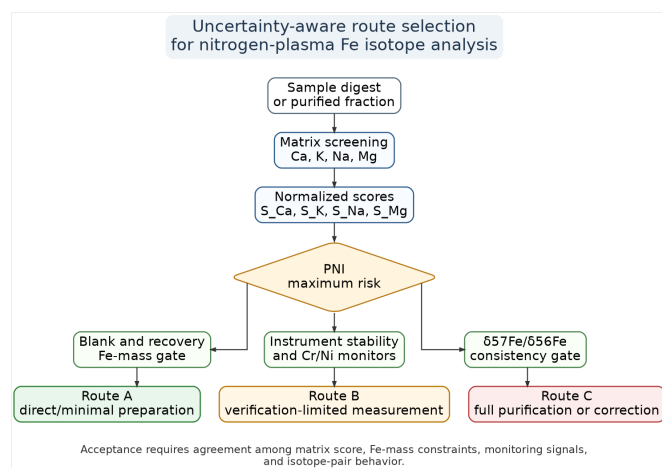 Uncertainty-aware route selection
for nitrogen-plasma Fe isotope analysis
Sample digest
or purified fraction
Matrix screening
Ca, K, Na, Mg
Normalized scores
S_Ca, S_K, S_Na, S_Mg
PNI
maximum risk
Blank and recovery
Fe-mass gate
Instrument stability
and Cr/Ni monitors
δ57Fe/δ56Fe
consistency gate
Route A
direct/minimal preparation
Route B
verification-limited measurement
Route C
full purification or correction
Acceptance requires agreement among matrix score, Fe-mass constraints, monitoring signals,
and isotope-pair behavior.